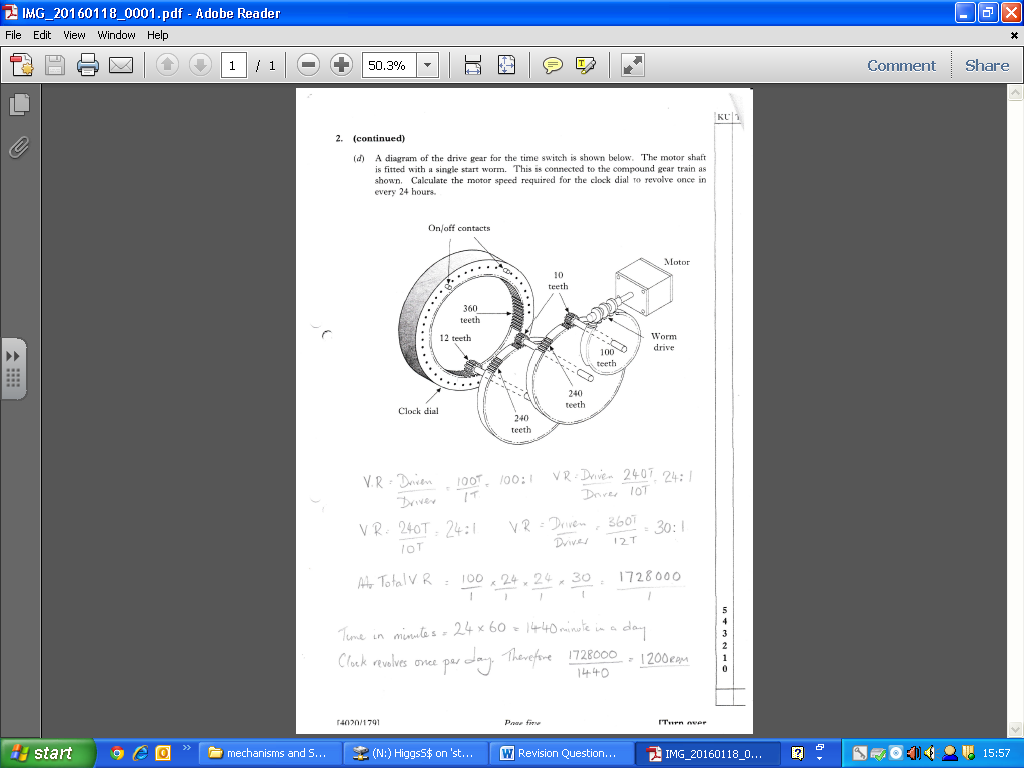 IMG_20160118_0001.pdf - Adobe Reader
File Edit View Window Help
1 / 1 50.3% Comment Share
KU
2. (continued)
(d) A diagram of the drive gear for the time switch is shown below. The motor shaft
is fitted with a single start worm. This is connected to the compound gear train as
shown. Calculate the motor speed required for the clock dial to revolve once in
every 24 hours.
On/off contacts
Motor
10
teeth
360
teeth
12 teeth
Worm
drive
100
teeth
240
teeth
Clock dial
240
teeth
V.R = Driven / Driver = 100T / 1T = 100:1 VR = Driven / Driver 240T / 10T = 24:1
VR = 240T / 10T = 24:1 VR = Driven / Driver = 360T / 12T = 30:1
Total VR = 100/1 × 24/1 × 24/1 × 30/1 = 1728000/1
Time in minutes = 24 × 60 = 1440 minute in a day
Clock revolves once per day. Therefore 1728000 / 1440 = 1200RPM
5
4
3
2
1
0
[4020/179] Page five [Turn over
start mechanisms and S... (N:) HiggsS$ on 'st... Revision Question... IMG_20160118_0... 15:57